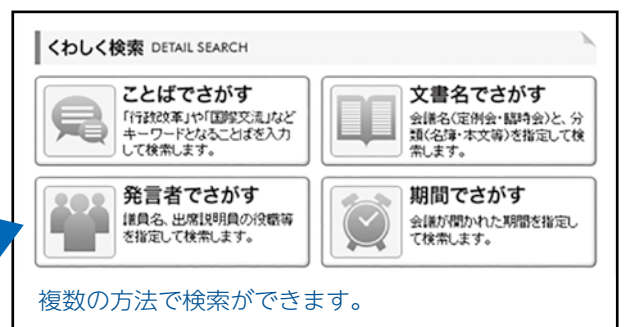 くわしく検索 DETAIL SEARCH
ことばでさがす
「行政改革」や「国際交流」など
キーワードとなることばを入力
して検索します。
文書名でさがす
会議名(定例会・臨時会)と、分
類(名簿・本文等)を指定して検
索します。
発言者でさがす
議員名、出席説明員の役職等
を指定して検索します。
期間でさがす
会議が開かれた期間を指定し
て検索します。
複数の方法で検索ができます。